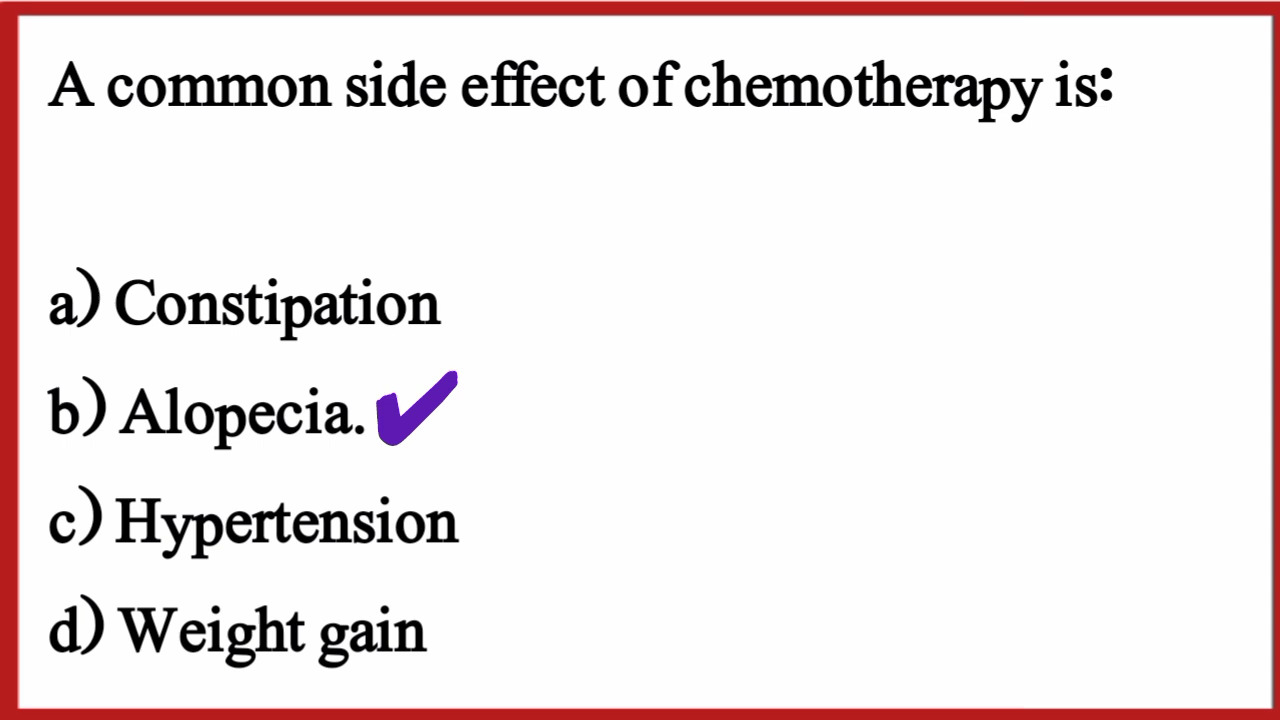 A common side effect of chemotherapy is:
a) Constipation
b) Alopecia.
c) Hypertension
d) Weight gain